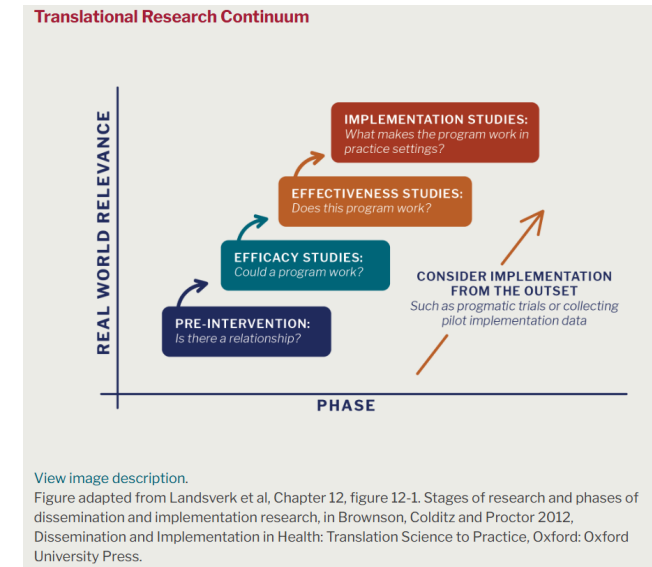 Translational Research Continuum
REAL WORLD RELEVANCE
IMPLEMENTATION STUDIES:
What makes the program work in
practice settings?
EFFECTIVENESS STUDIES:
Does this program work?
EFFICACY STUDIES:
Could a program work?
PRE-INTERVENTION:
Is there a relationship?
CONSIDER IMPLEMENTATION
FROM THE OUTSET
Such as progmatic trials or collecting
pilot implementation data
PHASE
View image description.
Figure adapted from Landsverk et al, Chapter 12, figure 12-1. Stages of research and phases of
dissemination and implementation research, in Brownson, Colditz and Proctor 2012,
Dissemination and Implementation in Health: Translation Science to Practice, Oxford: Oxford
University Press.